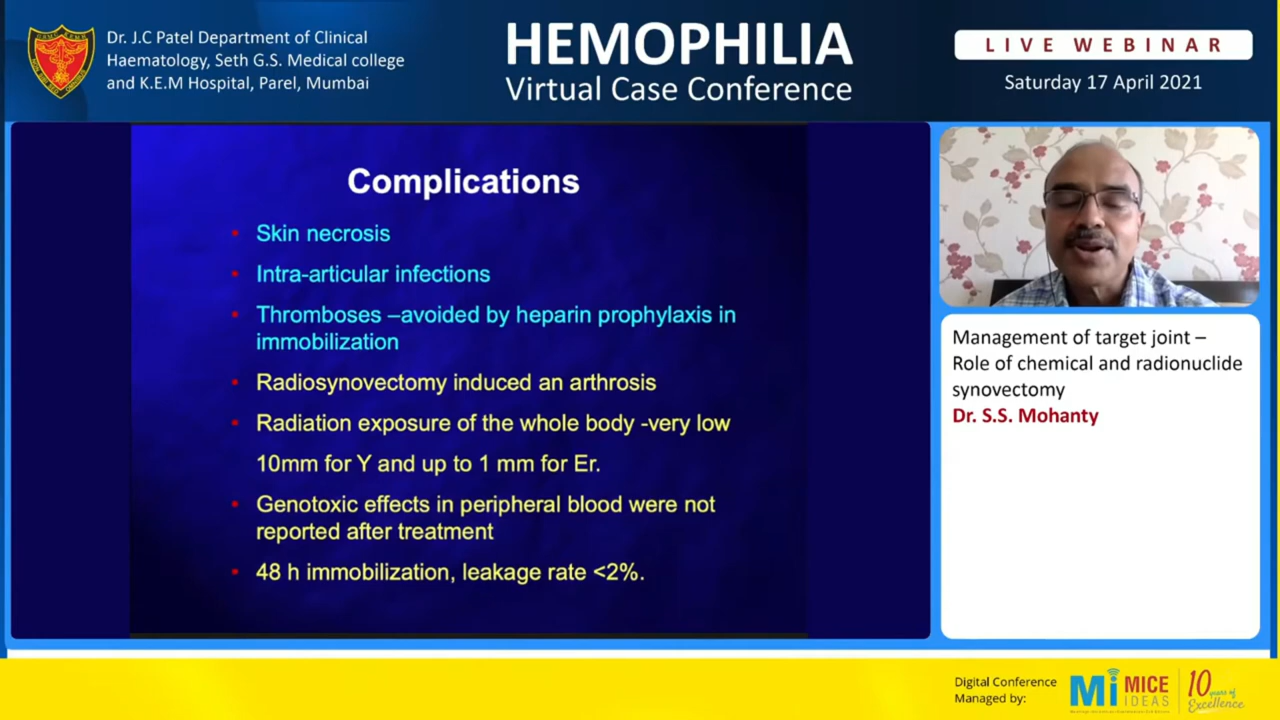 Dr. J.C Patel Department of Clinical
Haematology, Seth G.S. Medical college
and K.E.M Hospital, Parel, Mumbai
HEMOPHILIA
Virtual Case Conference
LIVE WEBINAR
Saturday 17 April 2021
Complications
• Skin necrosis
• Intra-articular infections
• Thromboses –avoided by heparin prophylaxis in
immobilization
• Radiosynovectomy induced an arthrosis
• Radiation exposure of the whole body -very low
10mm for Y and up to 1 mm for Er.
• Genotoxic effects in peripheral blood were not
reported after treatment
• 48 h immobilization, leakage rate <2%.
Management of target joint –
Role of chemical and radionuclide
synovectomy
Dr. S.S. Mohanty
Digital Conference
Managed by:
Mi MICE
IDEAS
10 years of
Excellence